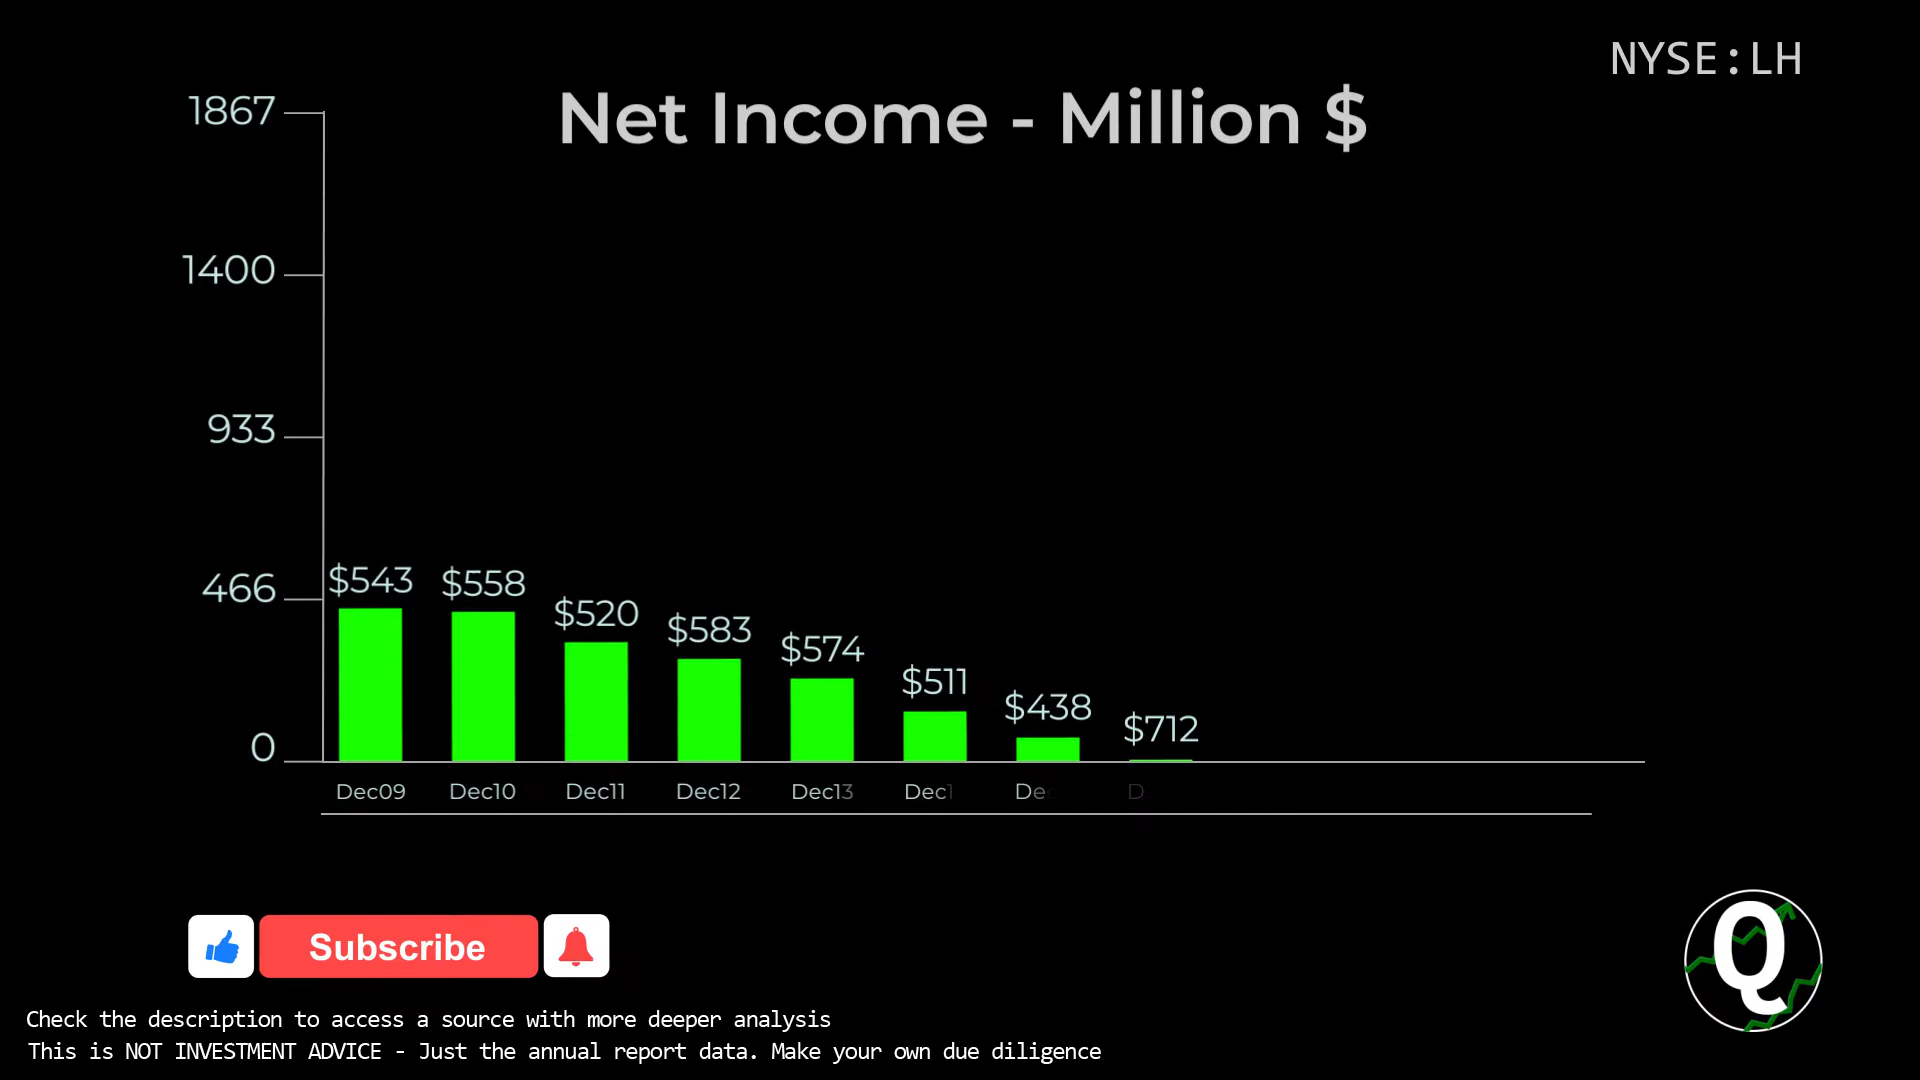 NYSE:LH
Net Income - Million $
1867
1400
933
466
0
$543 $558 $520 $583 $574 $511 $438 $712
Dec09 Dec10 Dec11 Dec12 Dec13 Dec1 De D
Subscribe
Q
Check the description to access a source with more deeper analysis
This is NOT INVESTMENT ADVICE - Just the annual report data. Make your own due diligence